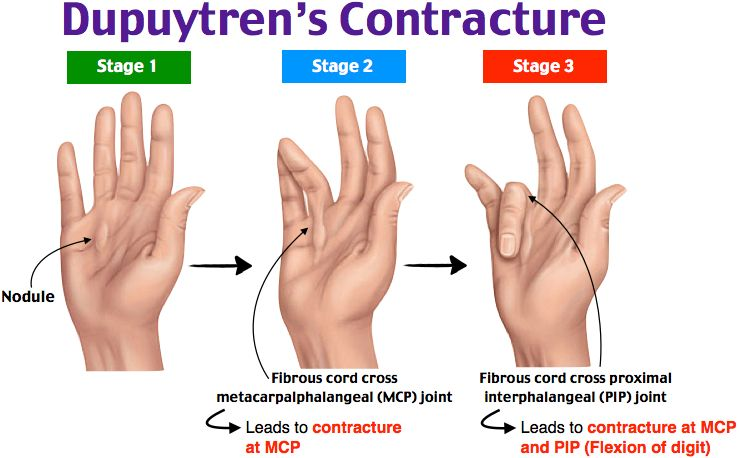 Dupuytren's Contracture
Stage 1
Stage 2
Stage 3
Nodule
Fibrous cord cross
metacarpalphalangeal (MCP) joint
Leads to contracture
at MCP
Fibrous cord cross proximal
interphalangeal (PIP) joint
Leads to contracture at MCP
and PIP (Flexion of digit)